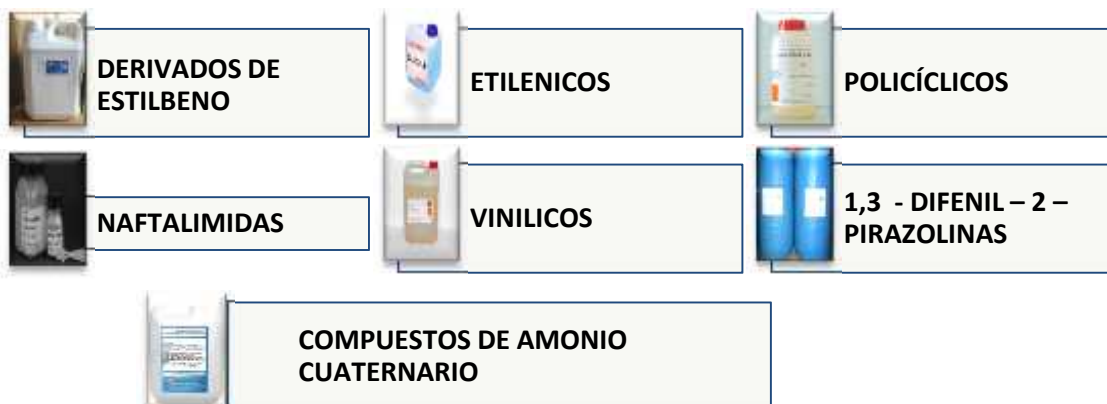 DERIVADOS DE
ESTILBENO
ETILENICOS
POLICÍCLICOS
NAFTALIMIDAS
VINILICOS
1,3 - DIFENIL – 2 –
PIRAZOLINAS
COMPUESTOS DE AMONIO
CUATERNARIO